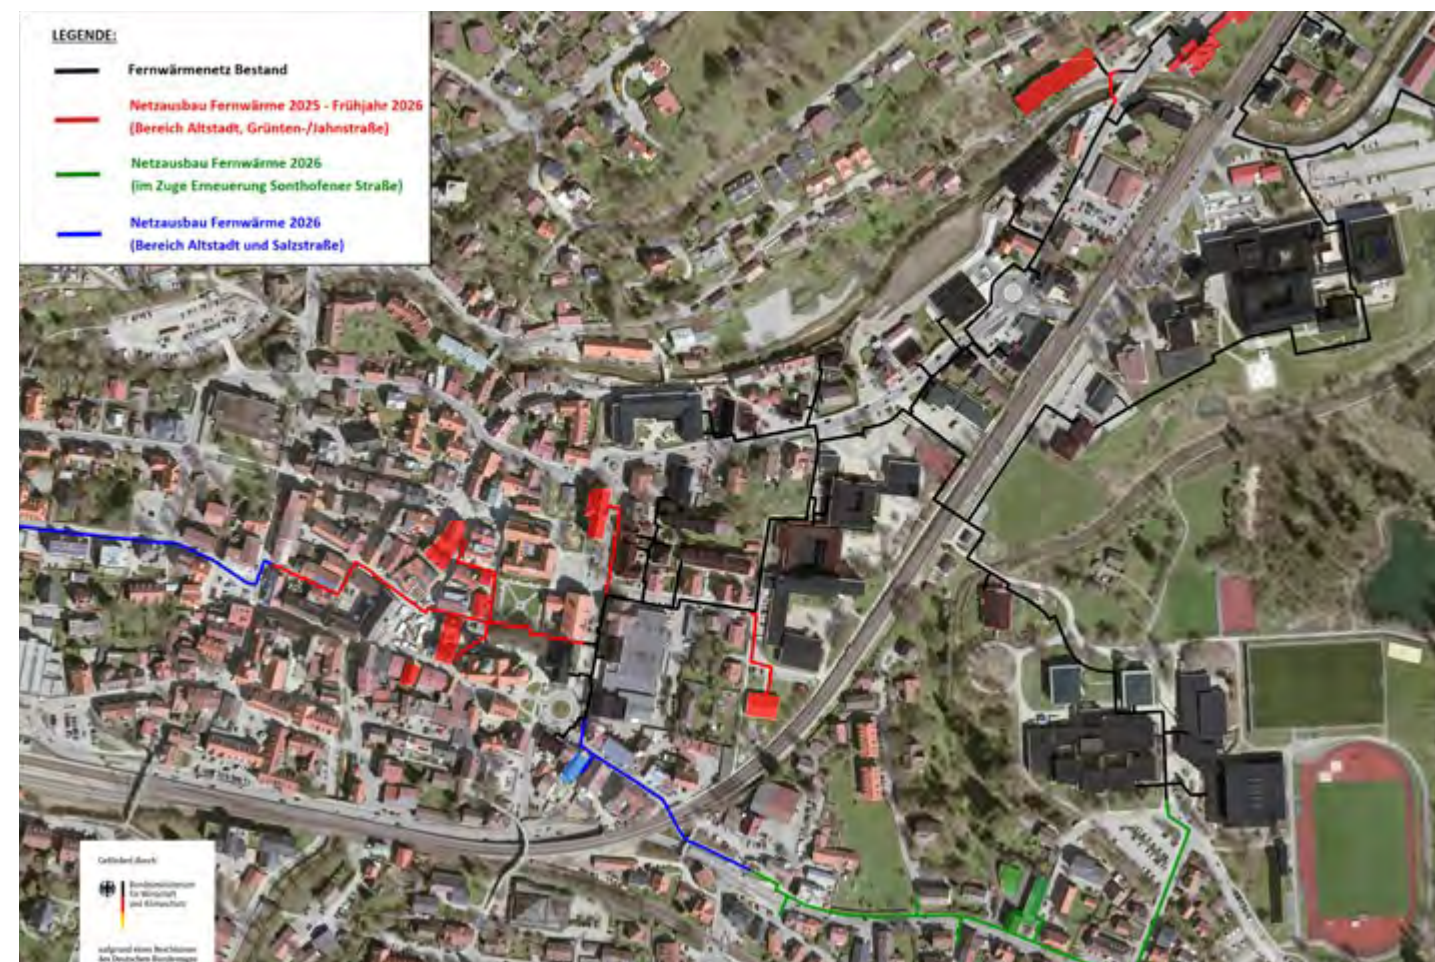 LEGENDE:
Fernwärmenetz Bestand
Netzausbau Fernwärme 2025 - Frühjahr 2026
(Bereich Altstadt, Grünten-/Jahnstraße)
Netzausbau Fernwärme 2026
(im Zuge Erneuerung Sonthofener Straße)
Netzausbau Fernwärme 2026
(Bereich Altstadt und Salzstraße)
Gefördert durch:
Bundesministerium
für Wirtschaft
und Klimaschutz
aufgrund eines Beschlusses
des Deutschen Bundestages